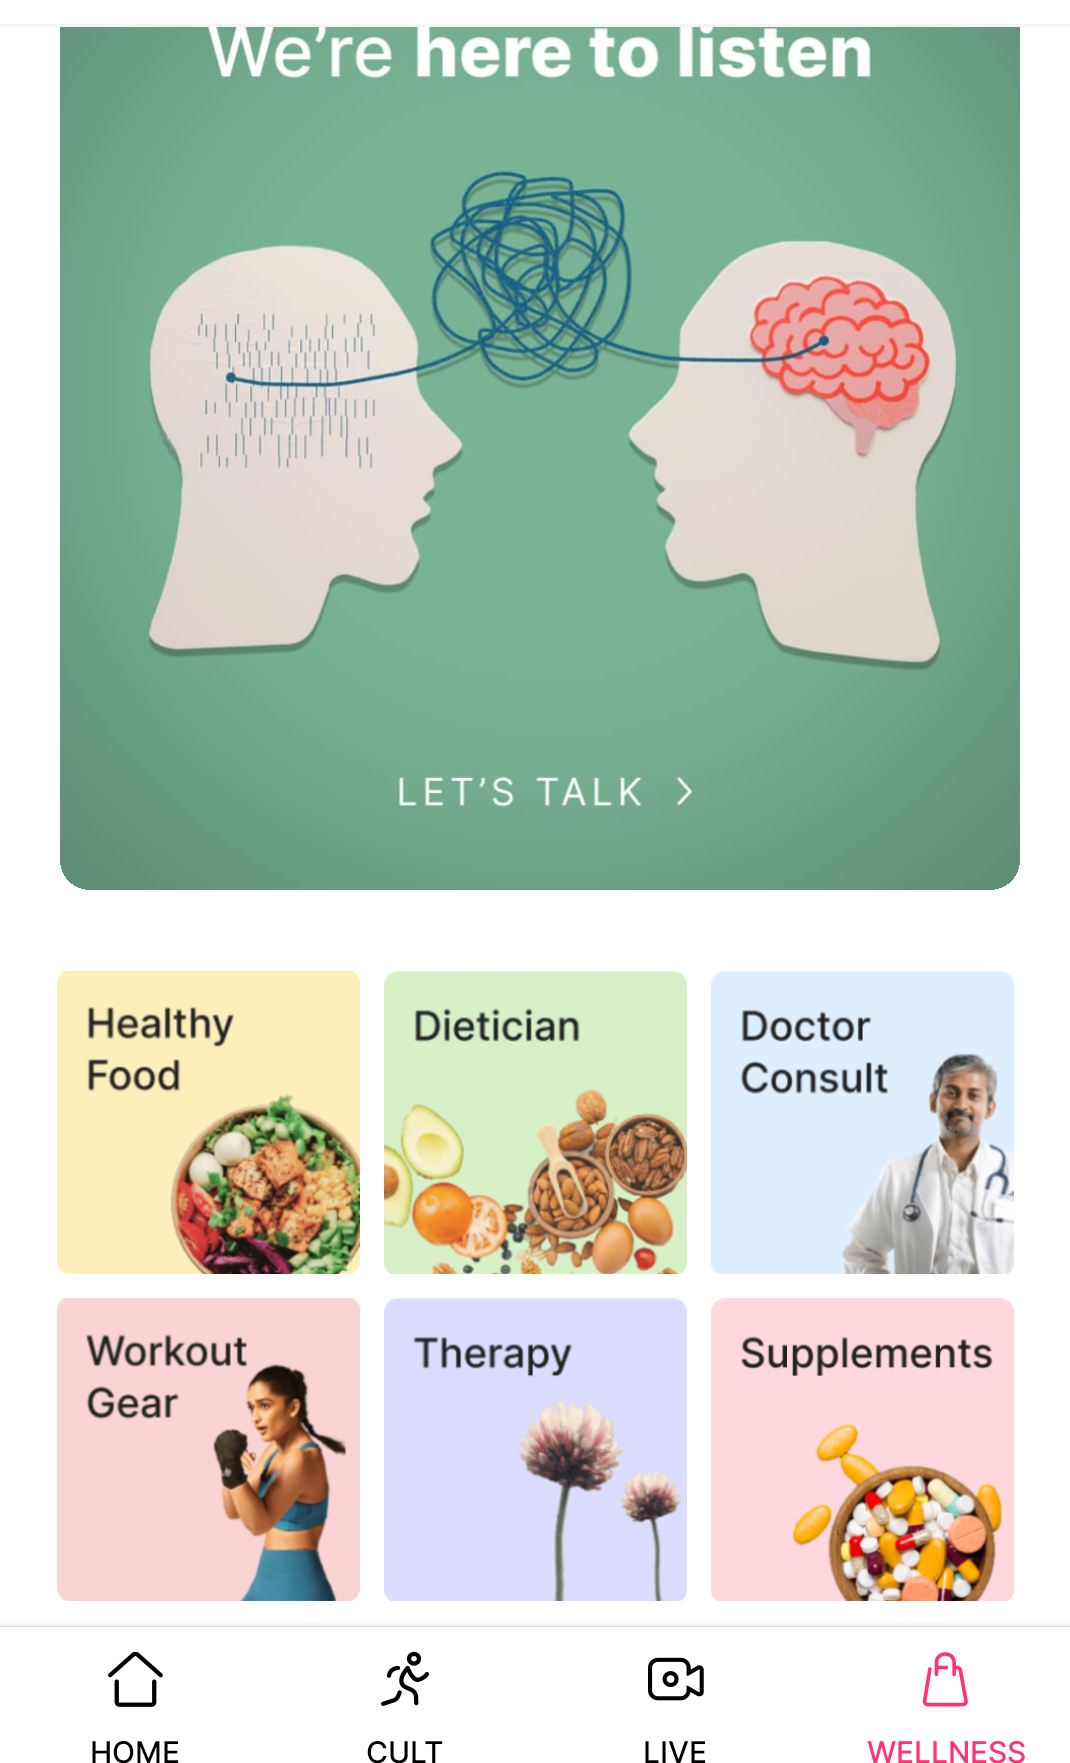 We're here to listen
LET'S TALK
Healthy
Food
Dietician
Doctor
Consult
Workout
Gear
Therapy
Supplements
HOME
CULT
LIVE
WELLNESS